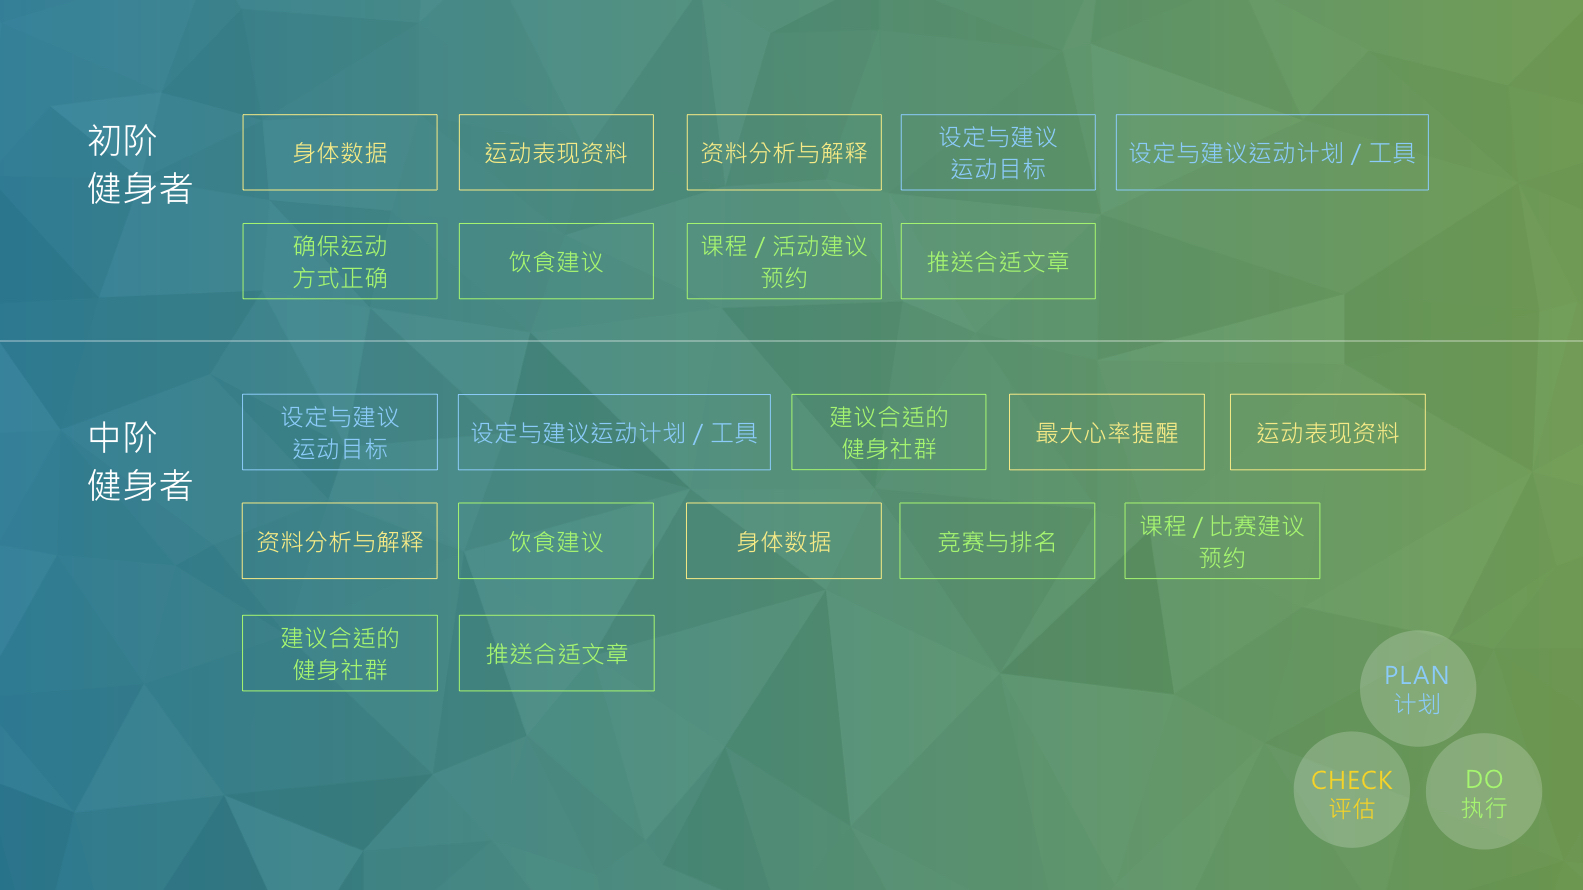 初阶
健身者
身体数据
运动表现资料
资料分析与解释
设定与建议
运动目标
设定与建议运动计划 / 工具
确保运动
方式正确
饮食建议
课程 / 活动建议
预约
推送合适文章
中阶
健身者
设定与建议
运动目标
设定与建议运动计划 / 工具
建议合适的
健身社群
最大心率提醒
运动表现资料
资料分析与解释
饮食建议
身体数据
竞赛与排名
课程 / 比赛建议
预约
建议合适的
健身社群
推送合适文章
PLAN
计划
CHECK
评估
DO
执行